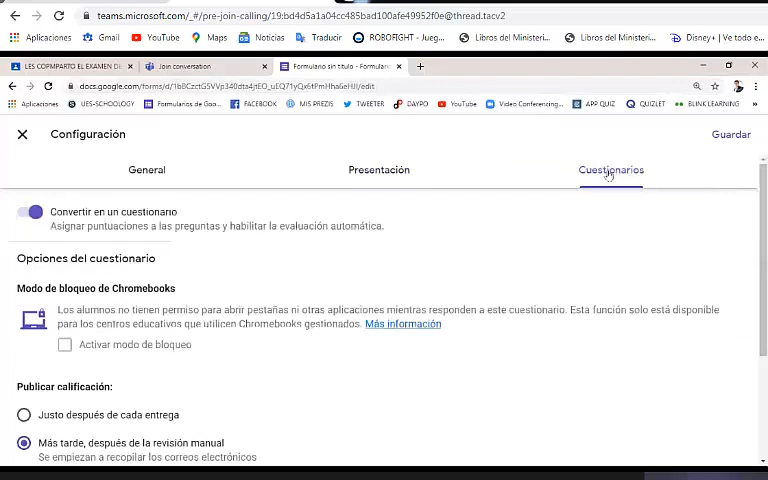 teams.microsoft.com/_#/pre-join-calling/19:bd4d5a1a04cc485bad100afe49952f0e@thread.tacv2
Aplicaciones Gmail YouTube Maps Noticias Traducir ROBOFIGHT - Jueg... Libros del Ministeri... Libros del Ministeri... Disney+ | Ve todo e...
LES COPMPARTO EL EXAMEN DE Join conversation Formulario sin título - Formulario
docs.google.com/forms/d/1bBCzctG5VVp340dta4jtEO_uEQ71yQx6tPmHha6eHJI/edit
Aplicaciones UES-SCHOOLOGY Formularios de Goo... FACEBOOK MIS PREZIS TWEETER DAYPO YouTube Video Conferencing... APP QUIZ QUIZLET BLINK LEARNING
Configuración Guardar
General Presentación Cuestionarios
Convertir en un cuestionario
Asignar puntuaciones a las preguntas y habilitar la evaluación automática.
Opciones del cuestionario
Modo de bloqueo de Chromebooks
Los alumnos no tienen permiso para abrir pestañas ni otras aplicaciones mientras responden a este cuestionario. Esta función solo está disponible
para los centros educativos que utilicen Chromebooks gestionados. Más información
Activar modo de bloqueo
Publicar calificación:
Justo después de cada entrega
Más tarde, después de la revisión manual
Se empiezan a recopilar los correos electrónicos